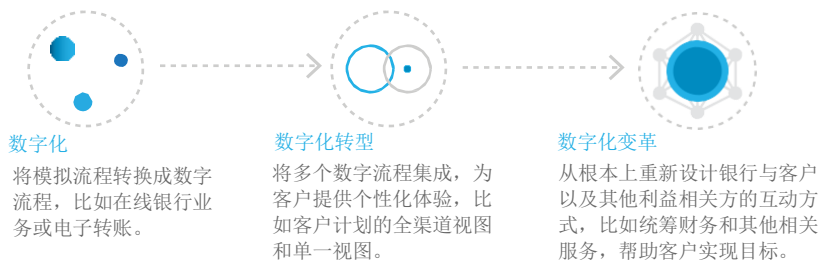 数字化
将模拟流程转换成数字
流程，比如在线银行业
务或电子转账。
数字化转型
将多个数字流程集成，为
客户提供个性化体验，比
如客户计划的全渠道视图
和单一视图。
数字化变革
从根本上重新设计银行与客户
以及其他利益相关方的互动方
式，比如统筹财务和其他相关
服务，帮助客户实现目标。